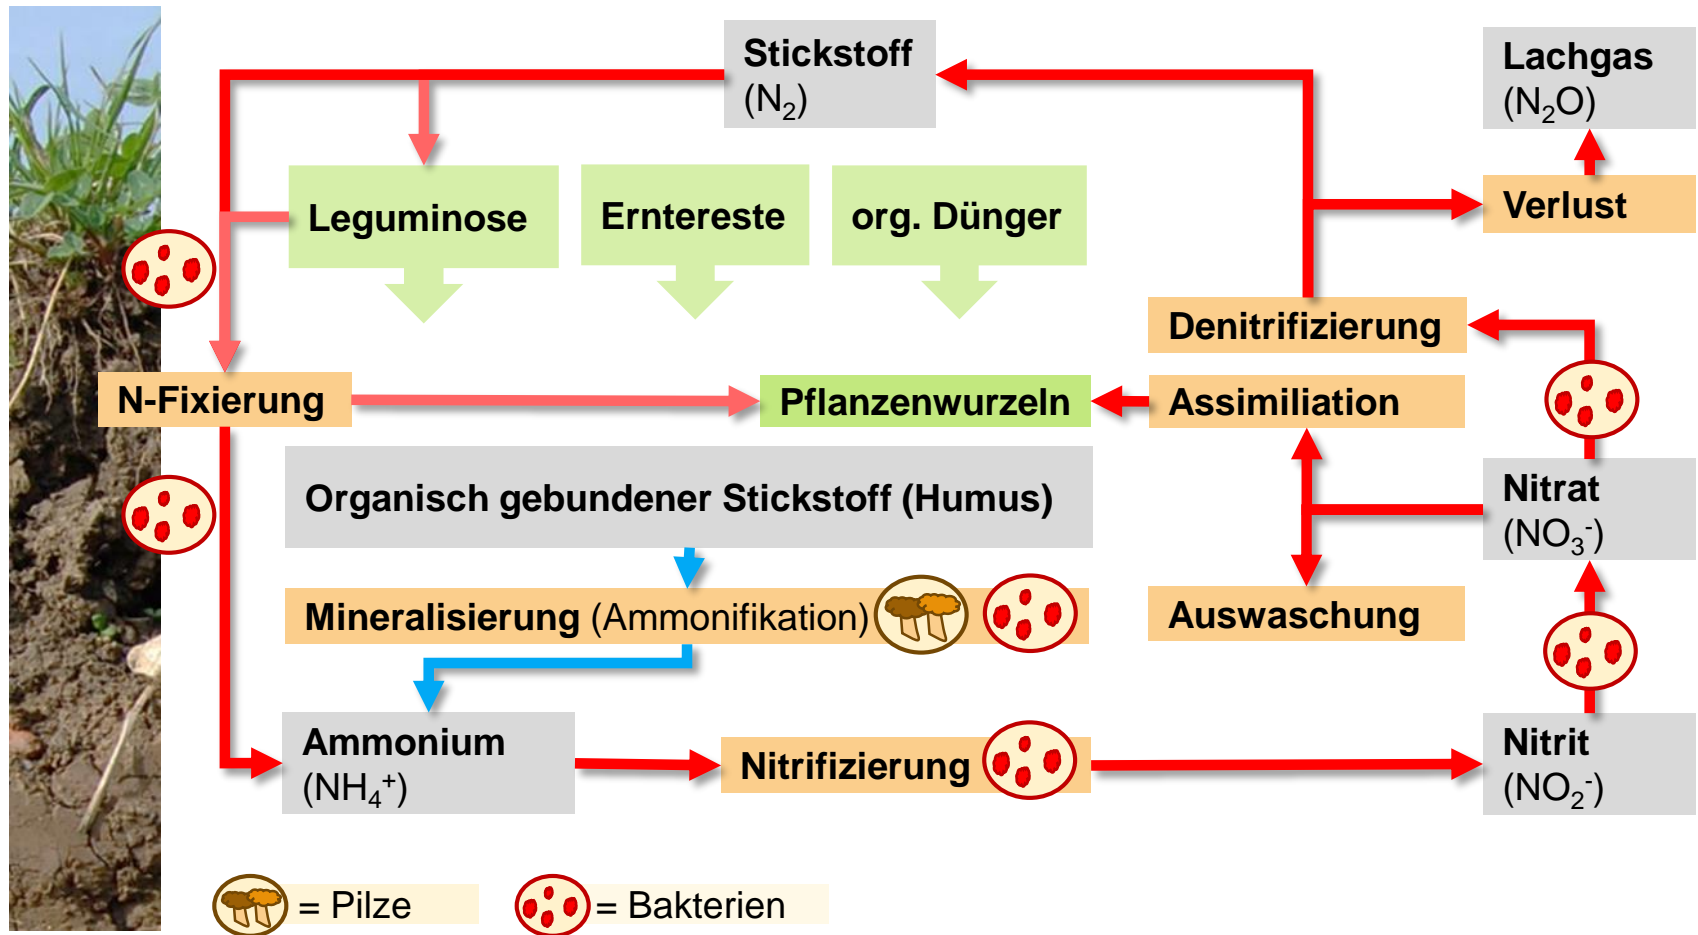 Stickstoff
(N₂)
Lachgas
(N₂O)
Leguminose
Erntereste
org. Dünger
Verlust
Denitrifizierung
N-Fixierung
Pflanzenwurzeln
Assimiliation
Organisch gebundener Stickstoff (Humus)
Nitrat
(NO₃⁻)
Mineralisierung (Ammonifikation)
Auswaschung
Ammonium
(NH₄⁺)
Nitrifizierung
Nitrit
(NO₂⁻)
= Pilze
= Bakterien